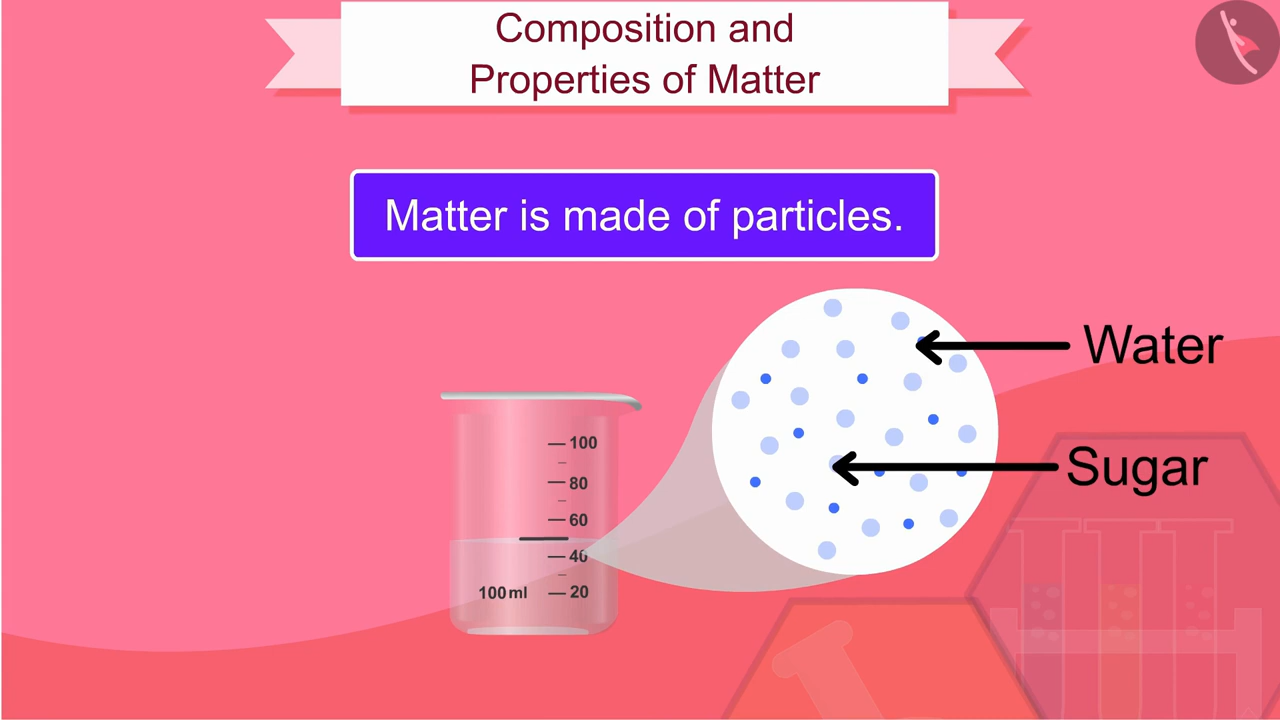 Composition and
Properties of Matter
Matter is made of particles.
Water
Sugar
100
80
60
40
100 ml
20